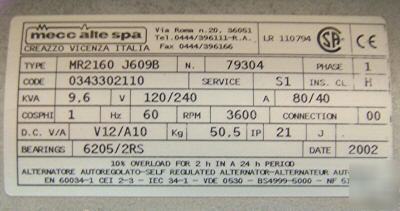 mecc alte spa
CREAZZO VICENZA ITALIA
Via Roma n.20, 36051
Tel.0444/396111-R.A.
Fax 0444/396166
LR 110794
SA
CE
TYPE MR2160 J609B N. 79304 PHASE 1
CODE 0343302110 SERVICE S1 INS. CL H
KVA 9.6 V 120/240 A 80/40
COSPHI 1 Hz 60 RPM 3600 CONNECTION 00
D.C. V/A V12/A10 Kg 50,5 IP 21 J
BEARINGS 6205/2RS DATE 2002
10% OVERLOAD FOR 2 h IN A 24 h PERIOD
ALTERNATORE AUTOREGOLATO-SELF REGULATED ALTERNATOR-ALTERNATEUR AUT
EN 60034-1 CEI 2-3 - IEC 34-1 - VDE 0530 - BS4999-5000 - NF 51